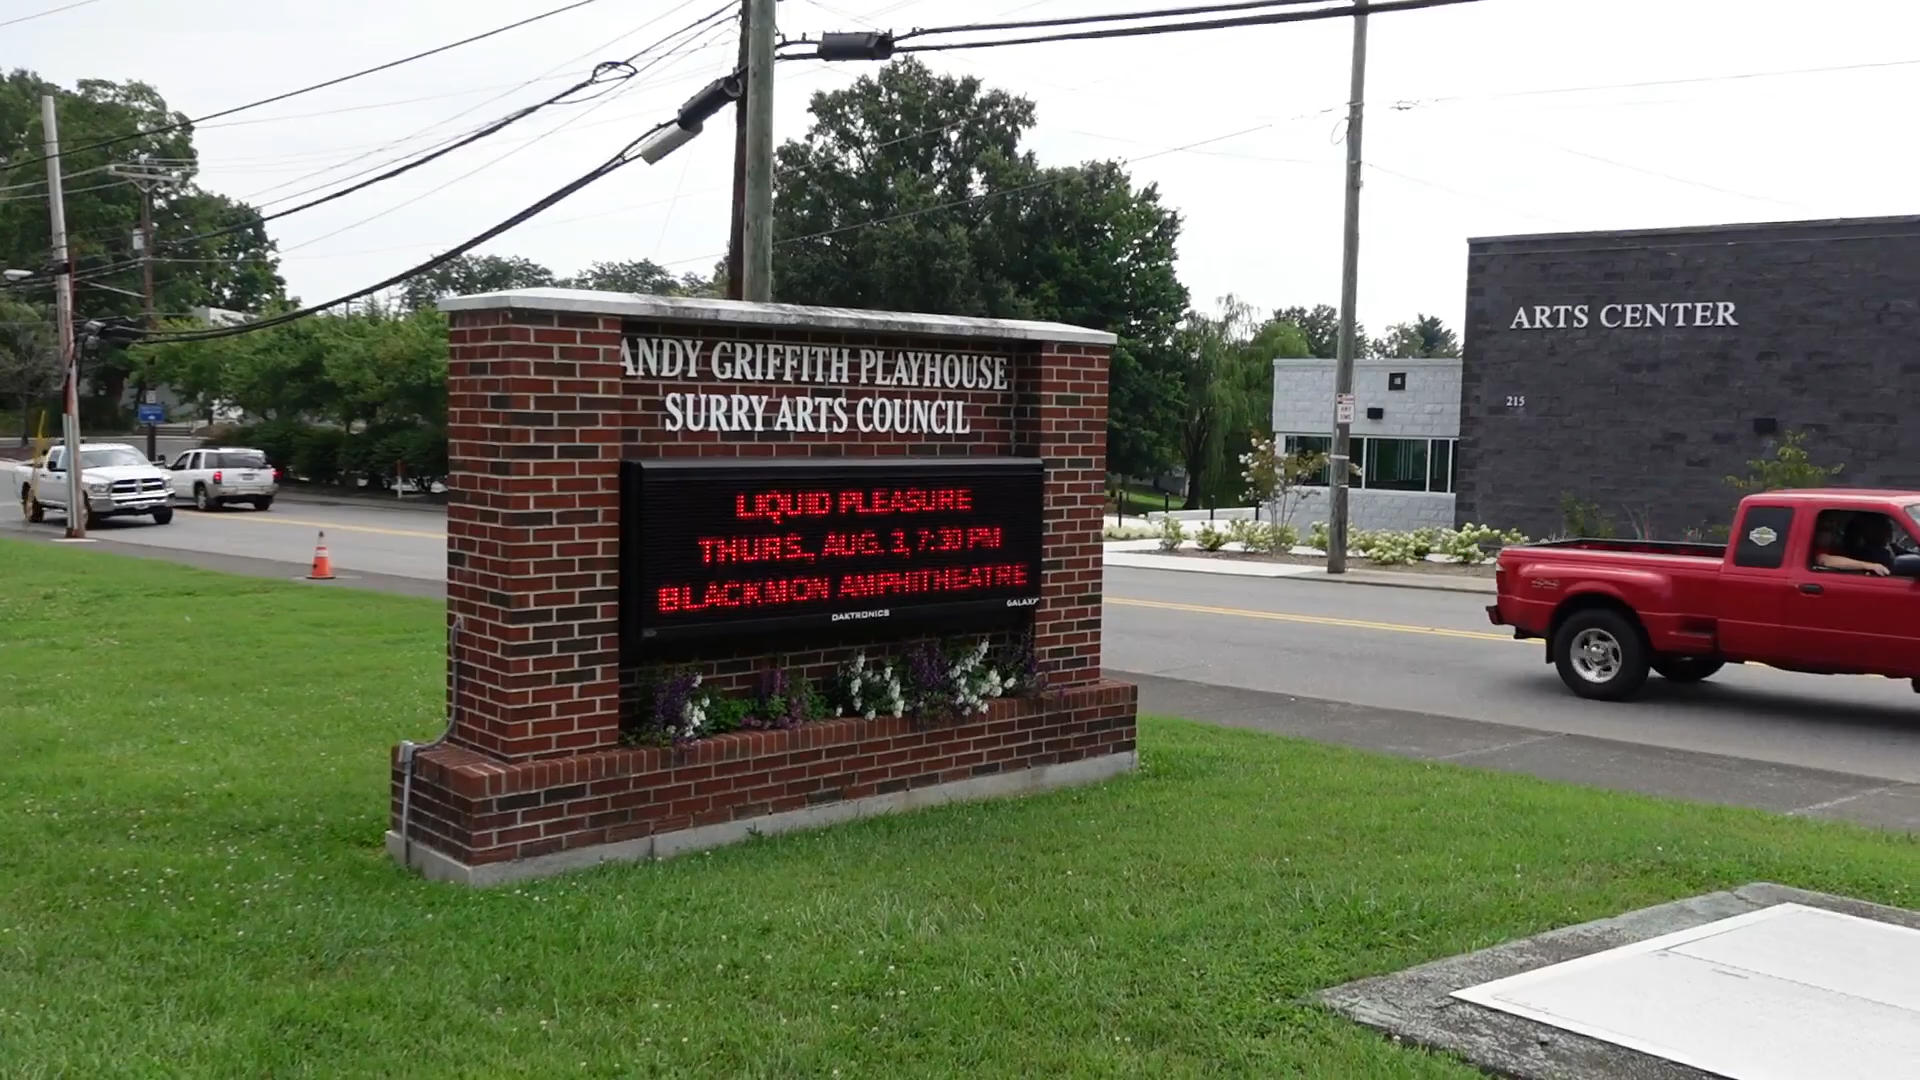 ANDY GRIFFITH PLAYHOUSE
SURRY ARTS COUNCIL
LIQUID PLEASURE
THURS., AUG. 3, 7:30 PM
BLACKMON AMPHITHEATRE
DAKTRONICS
GALAXY
ARTS CENTER
215